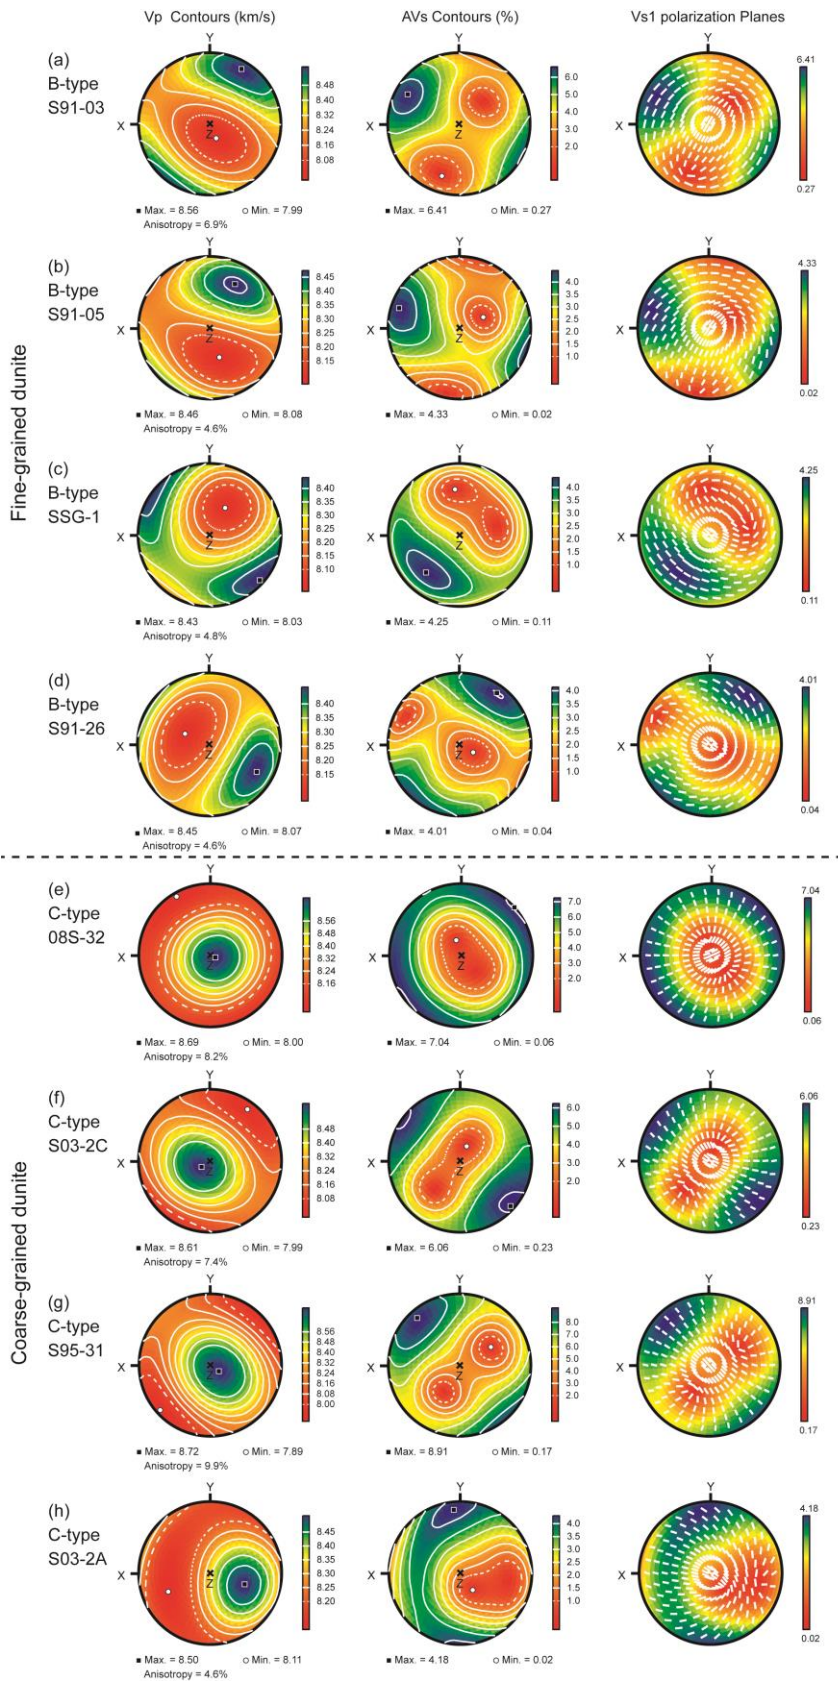 Vp Contours (km/s) AVs Contours (%) Vs1 polarization Planes
Fine-grained dunite
(a)
B-type
S91-03
Y Y Y
X X X
Z Z
8.48
8.40
8.32
8.24
8.16
8.08
6.0
5.0
4.0
3.0
2.0
6.41
0.27
■ Max. = 8.56 ○ Min. = 7.99 ■ Max. = 6.41 ○ Min. = 0.27
Anisotropy = 6.9%
(b)
B-type
S91-05
Y Y Y
X X X
Z Z
8.45
8.40
8.35
8.30
8.25
8.20
8.15
4.0
3.5
3.0
2.5
2.0
1.5
1.0
4.33
0.02
■ Max. = 8.46 ○ Min. = 8.08 ■ Max. = 4.33 ○ Min. = 0.02
Anisotropy = 4.6%
(c)
B-type
SSG-1
Y Y Y
X X X
Z Z
8.40
8.35
8.30
8.25
8.20
8.15
8.10
4.0
3.5
3.0
2.5
2.0
1.5
1.0
4.25
0.11
■ Max. = 8.43 ○ Min. = 8.03 ■ Max. = 4.25 ○ Min. = 0.11
Anisotropy = 4.8%
(d)
B-type
S91-26
Y Y Y
X X X
Z Z
8.40
8.35
8.30
8.25
8.20
8.15
4.0
3.5
3.0
2.5
2.0
1.5
1.0
4.01
0.04
■ Max. = 8.45 ○ Min. = 8.07 ■ Max. = 4.01 ○ Min. = 0.04
Anisotropy = 4.6%
Coarse-grained dunite
(e)
C-type
08S-32
Y Y Y
X X X
Z Z
8.56
8.48
8.40
8.32
8.24
8.16
7.0
6.0
5.0
4.0
3.0
2.0
7.04
0.06
■ Max. = 8.69 ○ Min. = 8.00 ■ Max. = 7.04 ○ Min. = 0.06
Anisotropy = 8.2%
(f)
C-type
S03-2C
Y Y Y
X X X
Z Z
8.48
8.40
8.32
8.24
8.16
8.08
6.0
5.0
4.0
3.0
2.0
6.06
0.23
■ Max. = 8.61 ○ Min. = 7.99 ■ Max. = 6.06 ○ Min. = 0.23
Anisotropy = 7.4%
(g)
C-type
S95-31
Y Y Y
X X X
Z Z
8.56
8.48
8.40
8.32
8.24
8.16
8.08
8.00
8.0
7.0
6.0
5.0
4.0
3.0
2.0
8.91
0.17
■ Max. = 8.72 ○ Min. = 7.89 ■ Max. = 8.91 ○ Min. = 0.17
Anisotropy = 9.9%
(h)
C-type
S03-2A
Y Y Y
X X X
Z Z
8.45
8.40
8.35
8.30
8.25
8.20
4.0
3.5
3.0
2.5
2.0
1.5
1.0
4.18
0.02
■ Max. = 8.50 ○ Min. = 8.11 ■ Max. = 4.18 ○ Min. = 0.02
Anisotropy = 4.6%